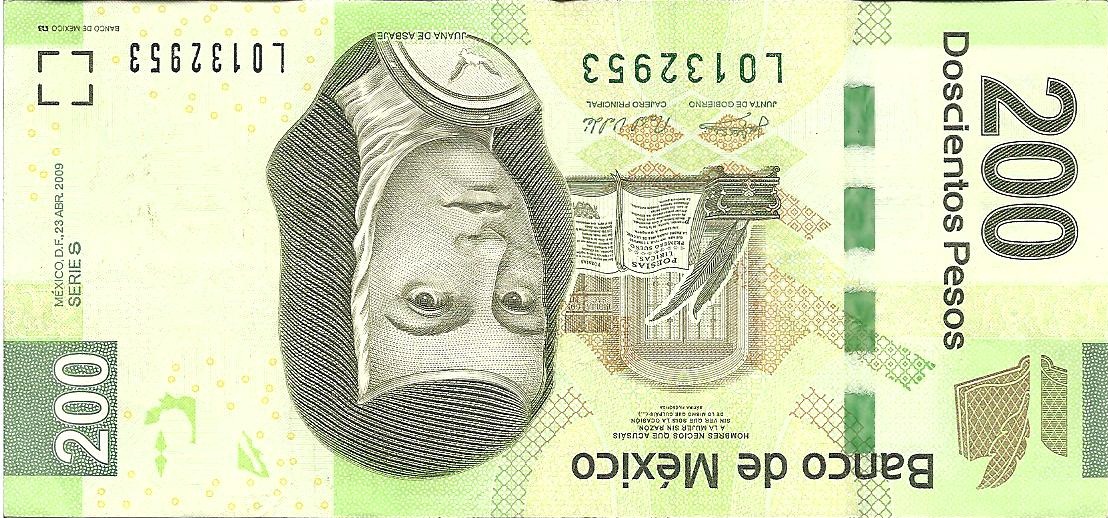 Banco de México
HOMBRES NECIOS QUE ACUSÁIS
A LA MUJER SIN RAZÓN,
SIN VER QUE SOIS LA OCASIÓN
DE LO MISMO QUE CULPÁIS (...)
POESIAS
LIRICAS
PRIMERO SUEÑO
JUNTA DE GOBIERNO
CAJERO PRINCIPAL
L0132953
L0132953
JUANA DE ASBAJE
BANCO DE MÉXICO
200
Doscientos Pesos
200
MÉXICO, D.F., 23 ABR. 2009
SERIE S